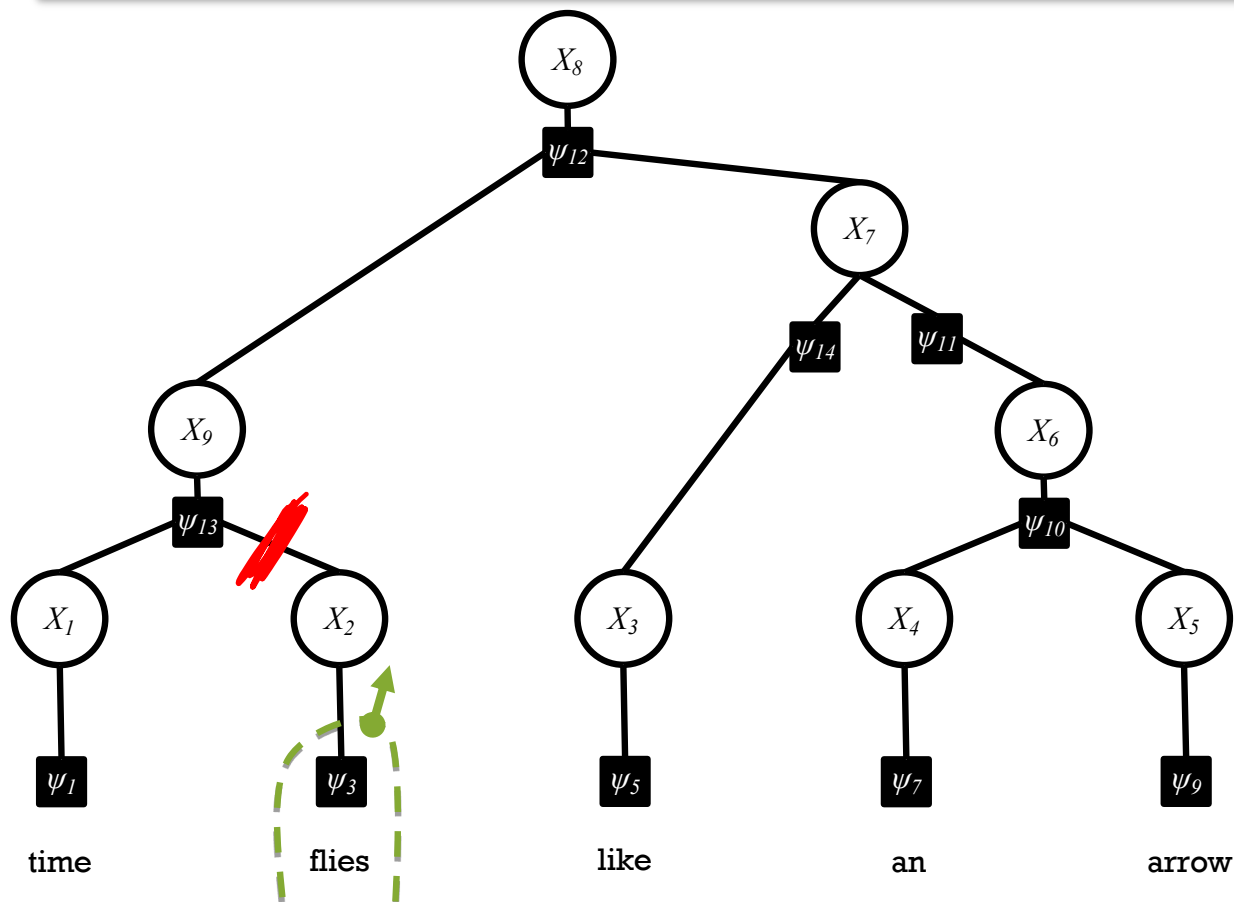 X₈
ψ₁₂
X₇
ψ₁₄ ψ₁₁
X₉ X₆
ψ₁₃ ψ₁₀
X₁ X₂ X₃ X₄ X₅
ψ₁ ψ₃ ψ₅ ψ₇ ψ₉
time flies like an arrow